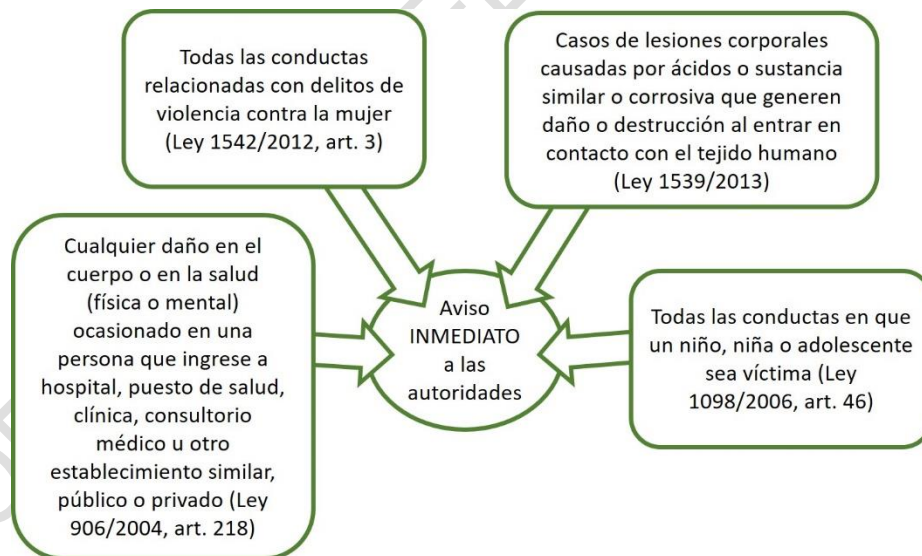 Todas las conductas
relacionadas con delitos de
violencia contra la mujer
(Ley 1542/2012, art. 3)
Casos de lesiones corporales
causadas por ácidos o sustancia
similar o corrosiva que generen
daño o destrucción al entrar en
contacto con el tejido humano
(Ley 1539/2013)
Cualquier daño en el
cuerpo o en la salud
(física o mental)
ocasionado en una
persona que ingrese a
hospital, puesto de salud,
clínica, consultorio
médico u otro
establecimiento similar,
público o privado (Ley
906/2004, art. 218)
Aviso
INMEDIATO
a las
autoridades
Todas las conductas en que
un niño, niña o adolescente
sea víctima (Ley
1098/2006, art. 46)